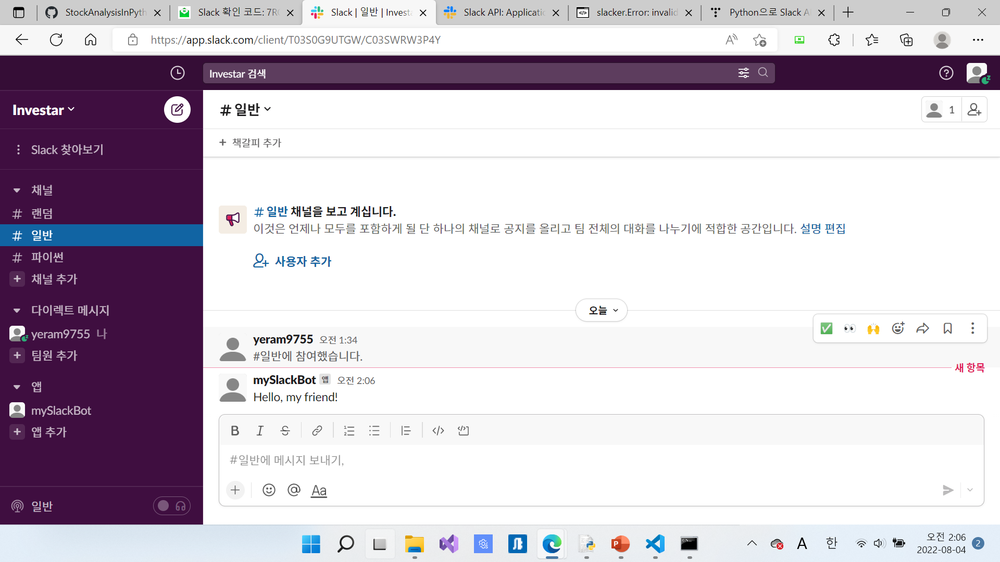 StockAnalysisInPyth
Slack 확인 코드: 7R
Slack | 일반 | Investa
Slack API: Applicatio
slacker.Error: invalid
Python으로 Slack A
https://app.slack.com/client/T03S0G9UTGW/C03SWRW3P4Y
Investar 검색
Investar
# 일반
1
+ 책갈피 추가
Slack 찾아보기
채널
# 랜덤
# 일반
# 파이썬
+ 채널 추가
다이렉트 메시지
yeram9755 나
+ 팀원 추가
앱
mySlackBot
+ 앱 추가
일반
# 일반 채널을 보고 계십니다.
이것은 언제나 모두를 포함하게 될 단 하나의 채널로 공지를 올리고 팀 전체의 대화를 나누기에 적합한 공간입니다. 설명 편집
사용자 추가
오늘
yeram9755 오전 1:34
#일반에 참여했습니다.
새 항목
mySlackBot 앱 오전 2:06
Hello, my friend!
B I S
#일반에 메시지 보내기,
+ @ Aa
A 한
오전 2:06
2022-08-04
2